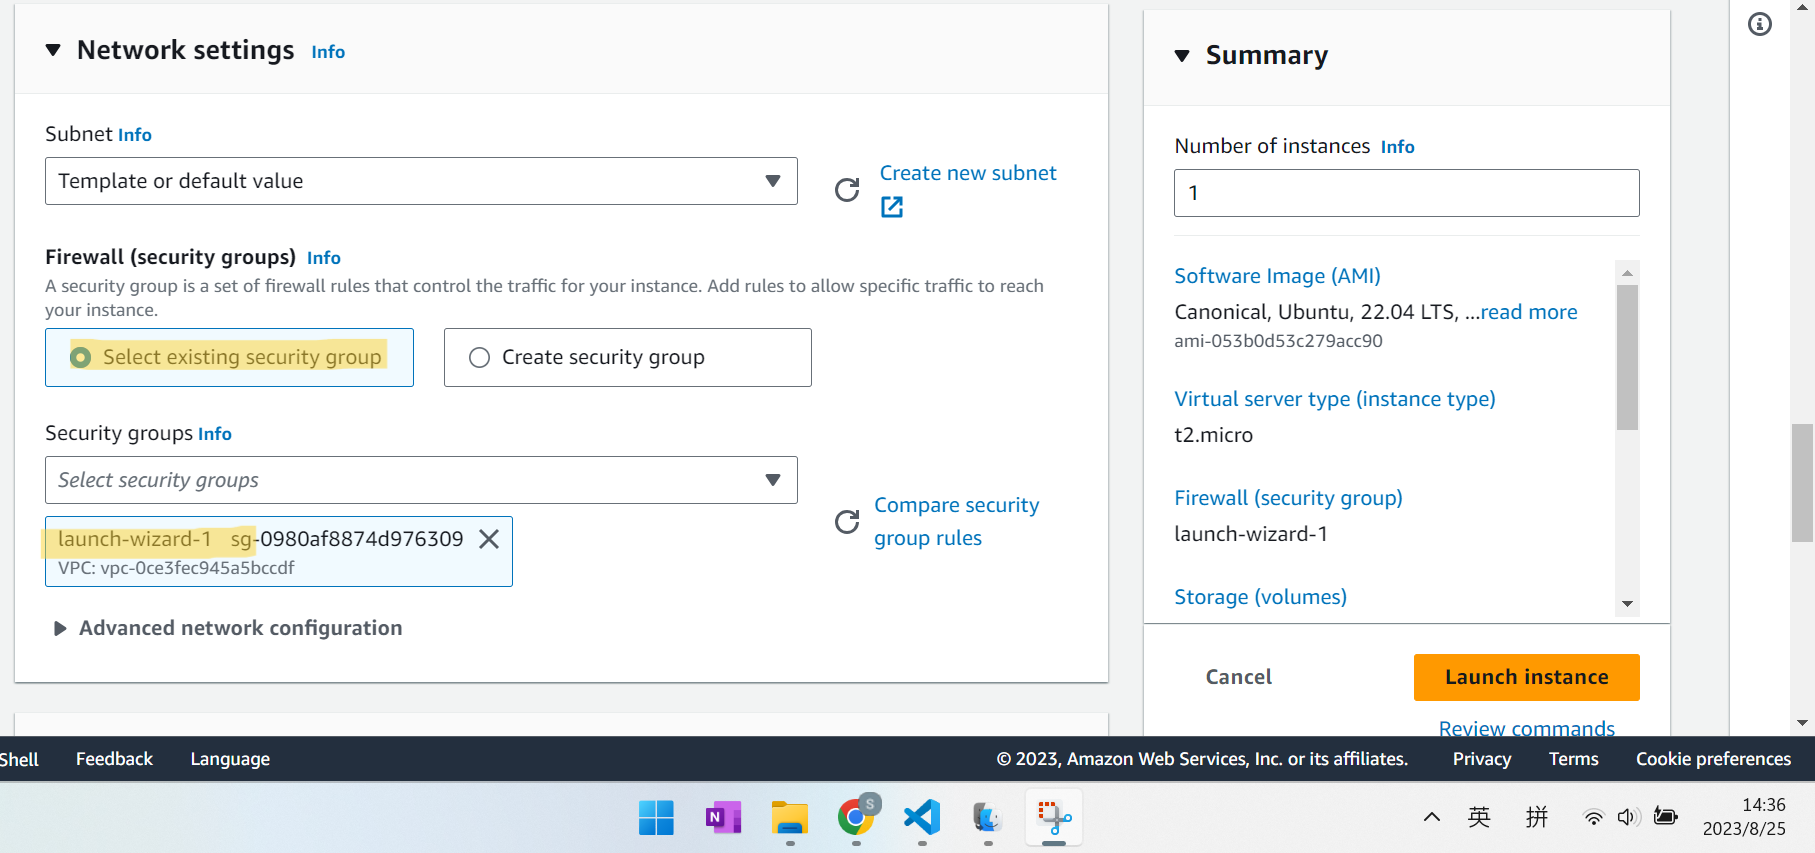 Network settings Info
Subnet Info
Template or default value
Create new subnet
Firewall (security groups) Info
A security group is a set of firewall rules that control the traffic for your instance. Add rules to allow specific traffic to reach
your instance.
Select existing security group
Create security group
Security groups Info
Select security groups
launch-wizard-1 sg-0980af8874d976309
VPC: vpc-0ce3fec945a5bccdf
Compare security
group rules
Advanced network configuration
Summary
Number of instances Info
1
Software Image (AMI)
Canonical, Ubuntu, 22.04 LTS, ...read more
ami-053b0d53c279acc90
Virtual server type (instance type)
t2.micro
Firewall (security group)
launch-wizard-1
Storage (volumes)
Cancel
Launch instance
Review commands
Shell Feedback Language © 2023, Amazon Web Services, Inc. or its affiliates. Privacy Terms Cookie preferences
N
S
英 拼
14:36
2023/8/25